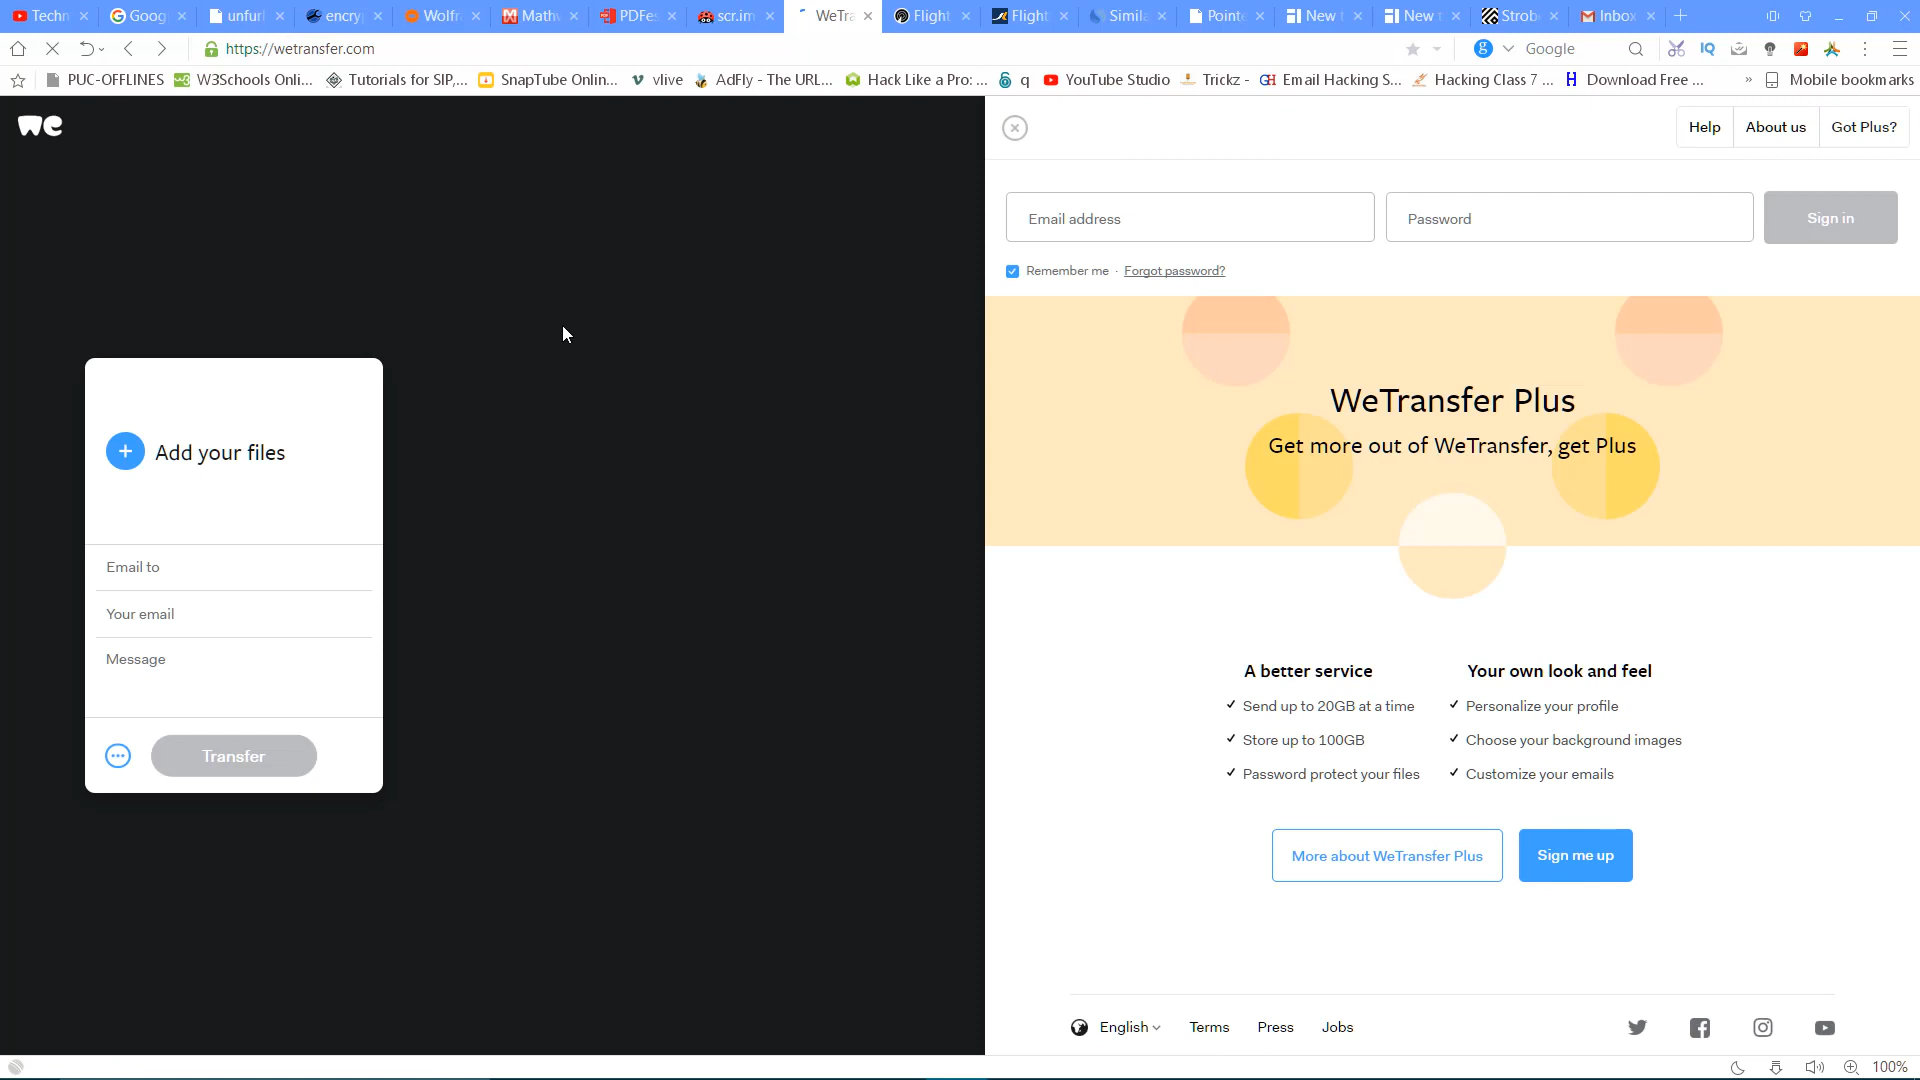 Techn Goog unfurl encryp Wolfr Math PDFes scr.im WeTra Flight Flight Simila Pointe New t New t Strob Inbox
https://wetransfer.com Google
PUC-OFFLINES W3Schools Onli... Tutorials for SIP,... SnapTube Onlin... vlive AdFly - The URL... Hack Like a Pro: ... q YouTube Studio Trickz - Email Hacking S... Hacking Class 7 ... Download Free ... » Mobile bookmarks
we
Help About us Got Plus?
Email address Password Sign in
Remember me · Forgot password?
WeTransfer Plus
Get more out of WeTransfer, get Plus
Add your files
Email to
Your email
Message
Transfer
A better service
Send up to 20GB at a time
Store up to 100GB
Password protect your files
Your own look and feel
Personalize your profile
Choose your background images
Customize your emails
More about WeTransfer Plus Sign me up
English Terms Press Jobs
100%